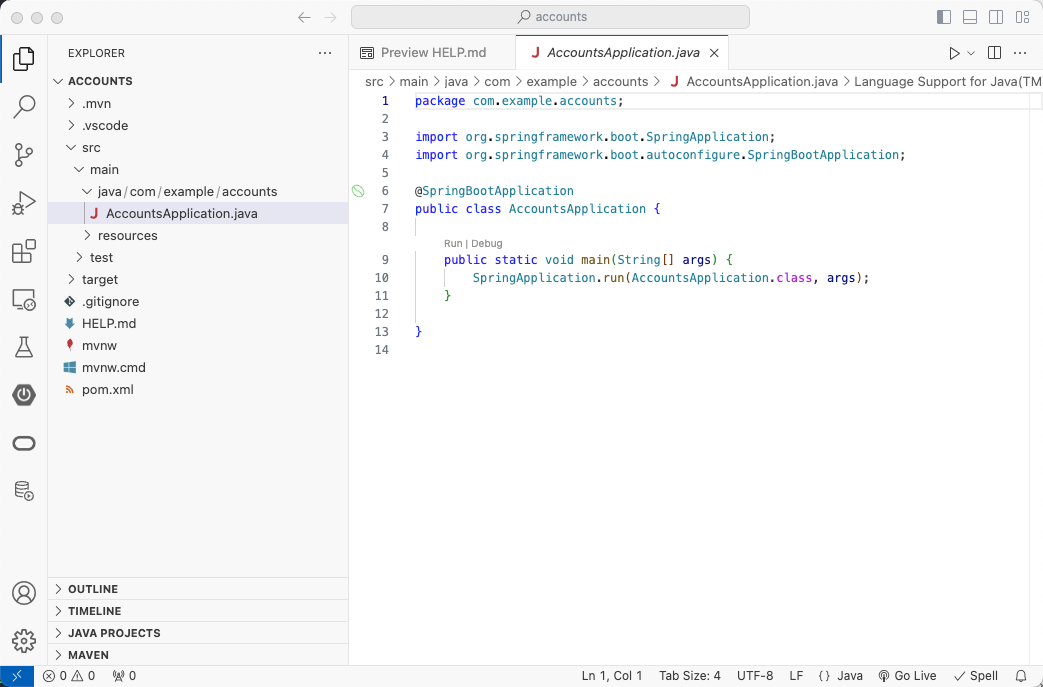 accounts
EXPLORER
ACCOUNTS
.mvn
.vscode
src
main
java/com/example/accounts
J AccountsApplication.java
resources
test
target
.gitignore
HELP.md
mvnw
mvnw.cmd
pom.xml
OUTLINE
TIMELINE
JAVA PROJECTS
MAVEN
Preview HELP.md
J AccountsApplication.java
src > main > java > com > example > accounts > J AccountsApplication.java > Language Support for Java(TM
1 package com.example.accounts;
2
3 import org.springframework.boot.SpringApplication;
4 import org.springframework.boot.autoconfigure.SpringBootApplication;
5
6 @SpringBootApplication
7 public class AccountsApplication {
8
Run | Debug
9 public static void main(String[] args) {
10 SpringApplication.run(AccountsApplication.class, args);
11 }
12
13 }
14
0 0 0 Ln 1, Col 1 Tab Size: 4 UTF-8 LF {} Java Go Live Spell